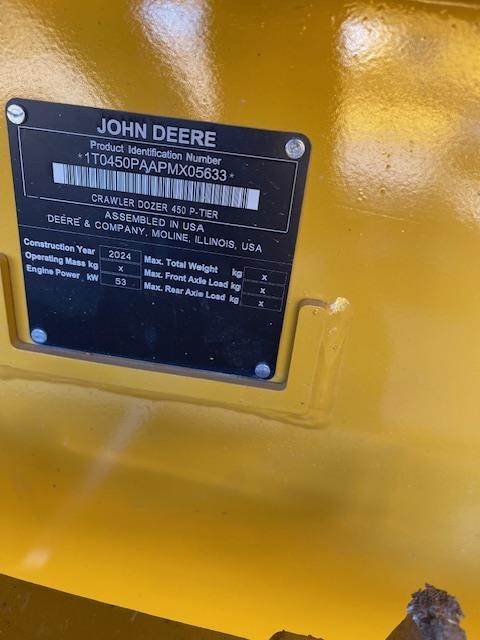 JOHN DEERE
Product Identification Number
*1T0450PAAPMX05633*
CRAWLER DOZER 450 P-TIER
ASSEMBLED IN USA
DEERE & COMPANY, MOLINE, ILLINOIS, USA
Construction Year 2024 Max. Total Weight kg x
Operating Mass kg x Max. Front Axle Load kg x
Engine Power kW 53 Max. Rear Axle Load kg x